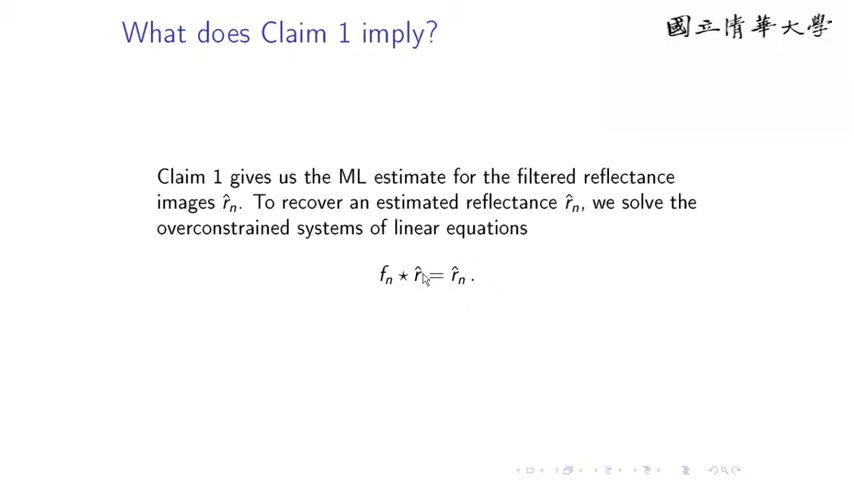 What does Claim 1 imply?
國立清華大學
Claim 1 gives us the ML estimate for the filtered reflectance
images r̂ₙ. To recover an estimated reflectance r̂ₙ, we solve the
overconstrained systems of linear equations
fₙ ⋆ r̂ = r̂ₙ .